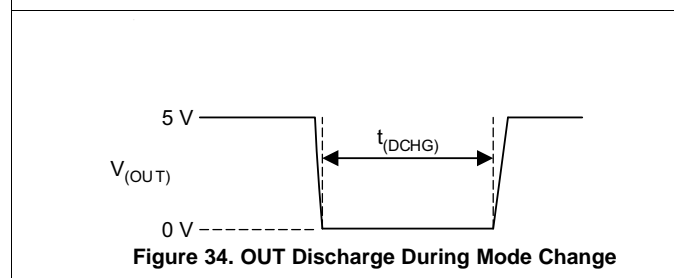 5 V
t(DCHG)
V(OUT)
0 V
Figure 34. OUT Discharge During Mode Change